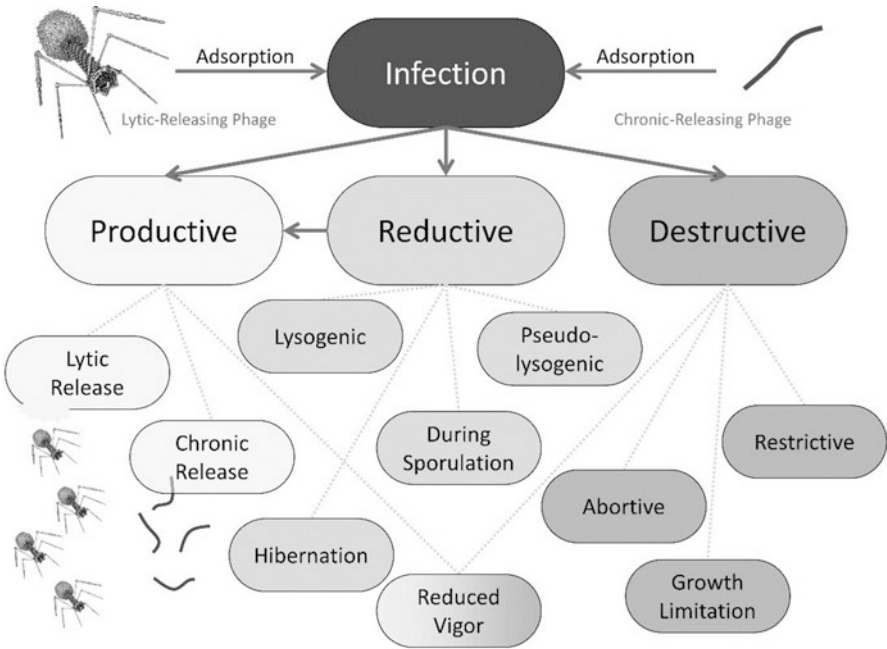 Adsorption
Infection
Adsorption
Lytic-Releasing Phage
Chronic-Releasing Phage
Productive
Reductive
Destructive
Lysogenic
Pseudo-
lysogenic
Lytic
Release
Chronic
Release
During
Sporulation
Restrictive
Abortive
Hibernation
Reduced
Vigor
Growth
Limitation